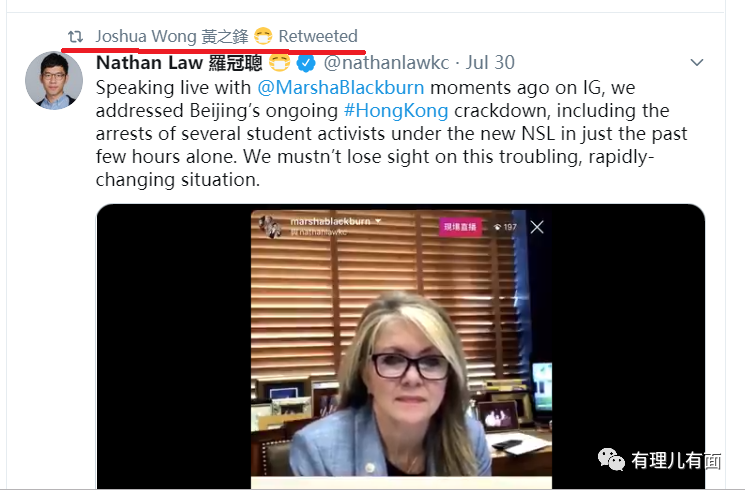 Joshua Wong 黃之鋒 😷 Retweeted
Nathan Law 羅冠聰 😷 @nathanlawkc · Jul 30
Speaking live with @MarshaBlackburn moments ago on IG, we
addressed Beijing's ongoing #HongKong crackdown, including the
arrests of several student activists under the new NSL in just the past
few hours alone. We mustn't lose sight on this troubling, rapidly-
changing situation.
marshablackburn
與 nathanlawkc
現場直播
197
有理儿有面